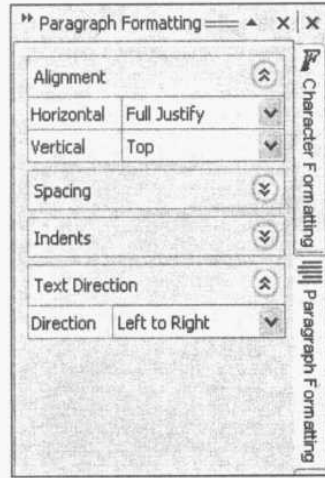 Paragraph Formatting
Alignment
Horizontal Full Justify
Vertical Top
Spacing
Indents
Text Direction
Direction Left to Right
Character Formatting
Paragraph Formatting